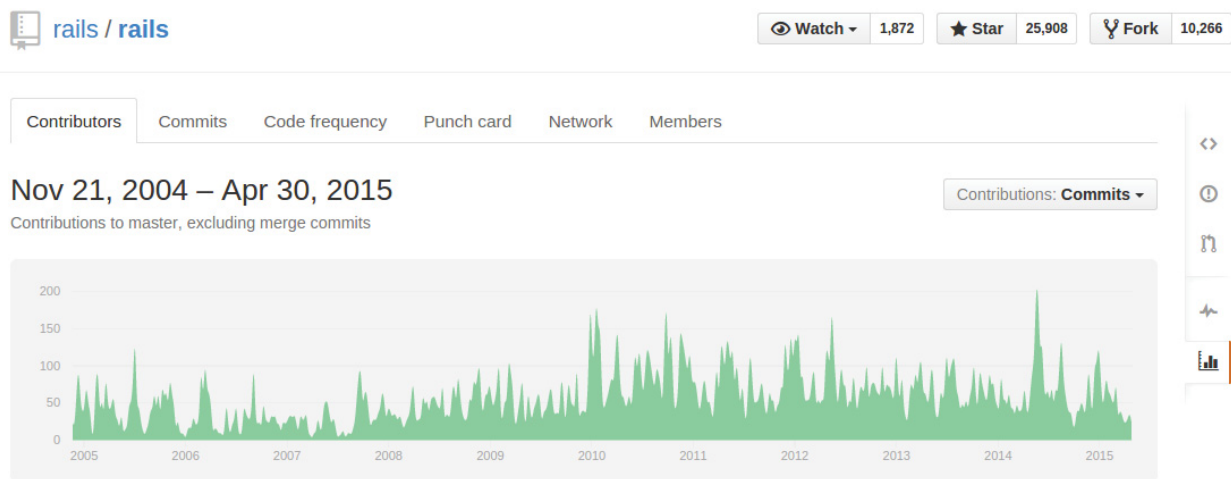 rails / rails
Watch 1,872 Star 25,908 Fork 10,266
Contributors Commits Code frequency Punch card Network Members
Nov 21, 2004 – Apr 30, 2015
Contributions: Commits
Contributions to master, excluding merge commits
200
150
100
50
0
2005 2006 2007 2008 2009 2010 2011 2012 2013 2014 2015